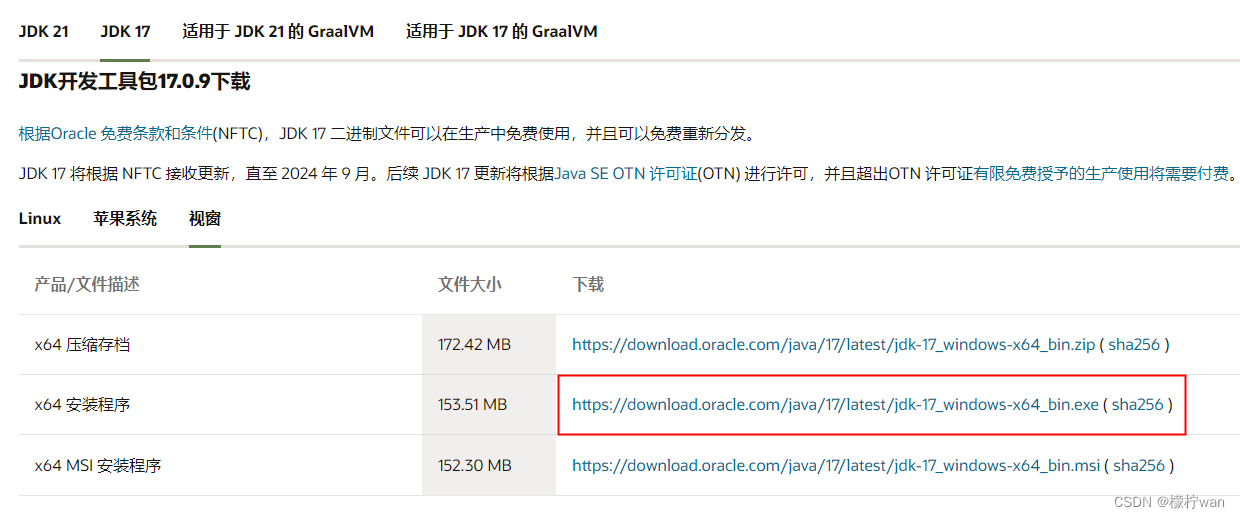 JDK 21 JDK 17 适用于 JDK 21 的 GraalVM 适用于 JDK 17 的 GraalVM
JDK开发工具包17.0.9下载
根据Oracle 免费条款和条件(NFTC)，JDK 17 二进制文件可以在生产中免费使用，并且可以免费重新分发。
JDK 17 将根据 NFTC 接收更新，直至 2024 年 9 月。后续 JDK 17 更新将根据Java SE OTN 许可证(OTN) 进行许可，并且超出OTN 许可证有限免费授予的生产使用将需要付费。
Linux 苹果系统 视窗
产品/文件描述 文件大小 下载
x64 压缩存档 172.42 MB https://download.oracle.com/java/17/latest/jdk-17_windows-x64_bin.zip ( sha256 )
x64 安装程序 153.51 MB https://download.oracle.com/java/17/latest/jdk-17_windows-x64_bin.exe ( sha256 )
x64 MSI 安装程序 152.30 MB https://download.oracle.com/java/17/latest/jdk-17_windows-x64_bin.msi ( sha256 )
CSDN @檬柠wan